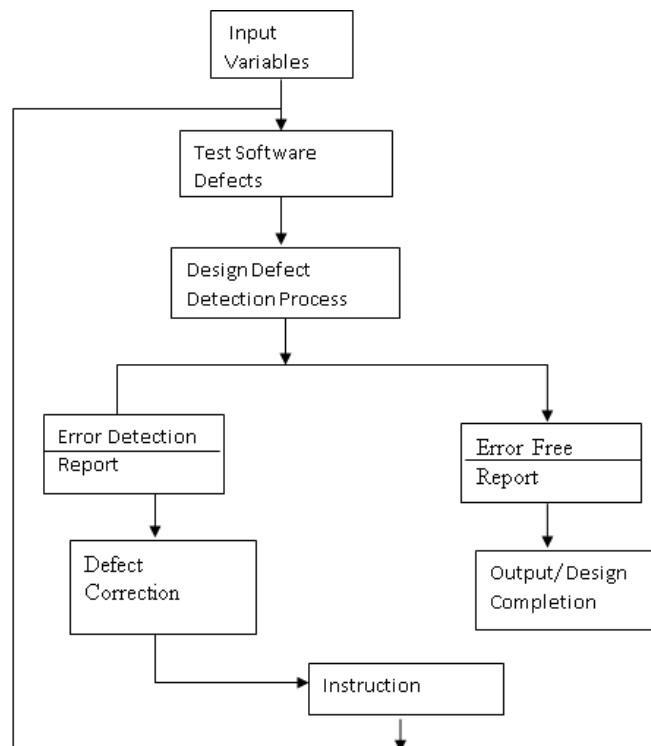 Input
Variables
Test Software
Defects
Design Defect
Detection Process
Error Detection
Report
Error Free
Report
Defect
Correction
Output/Design
Completion
Instruction